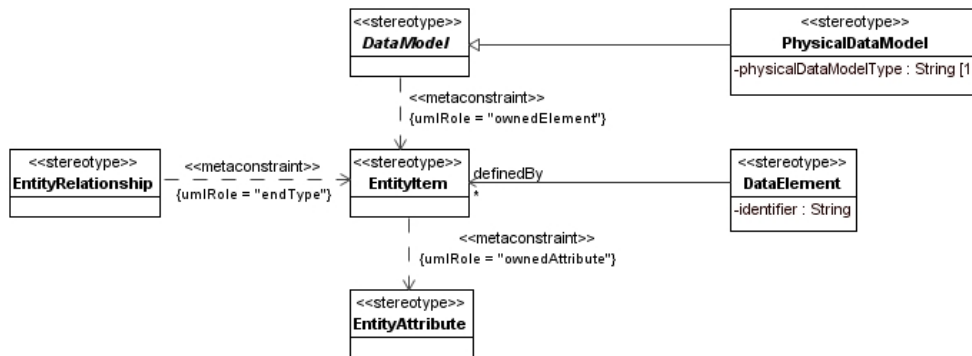 <<stereotype>>
DataModel
<<stereotype>>
PhysicalDataModel
-physicalDataModelType : String [1
<<metaconstraint>>
{umlRole = "ownedElement"}
<<stereotype>>
EntityRelationship
<<metaconstraint>>
{umlRole = "endType"}
<<stereotype>>
EntityItem
definedBy
*
<<stereotype>>
DataElement
-identifier : String
<<metaconstraint>>
{umlRole = "ownedAttribute"}
<<stereotype>>
EntityAttribute